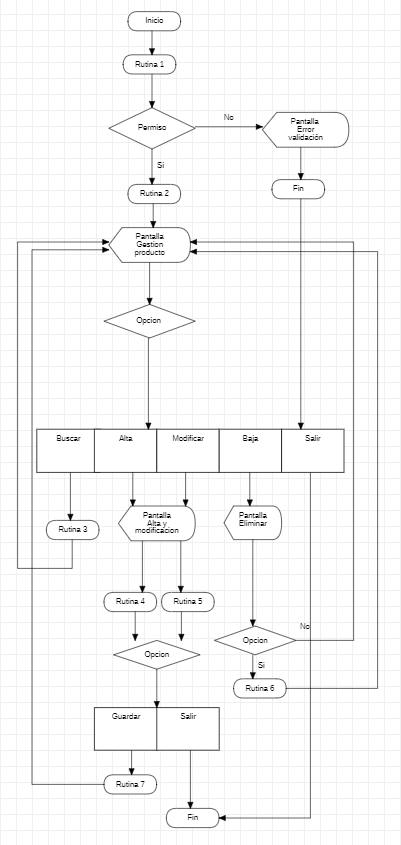 Inicio
Rutina 1
Permiso
No
Pantalla
Error
validación
Si
Rutina 2
Fin
Pantalla
Gestion
producto
Opcion
Buscar
Alta
Modificar
Baja
Salir
Pantalla
Alta y
modificacion
Pantalla
Eliminar
Rutina 3
Rutina 4
Rutina 5
Opcion
Opcion
No
Si
Rutina 6
Guardar
Salir
Rutina 7
Fin